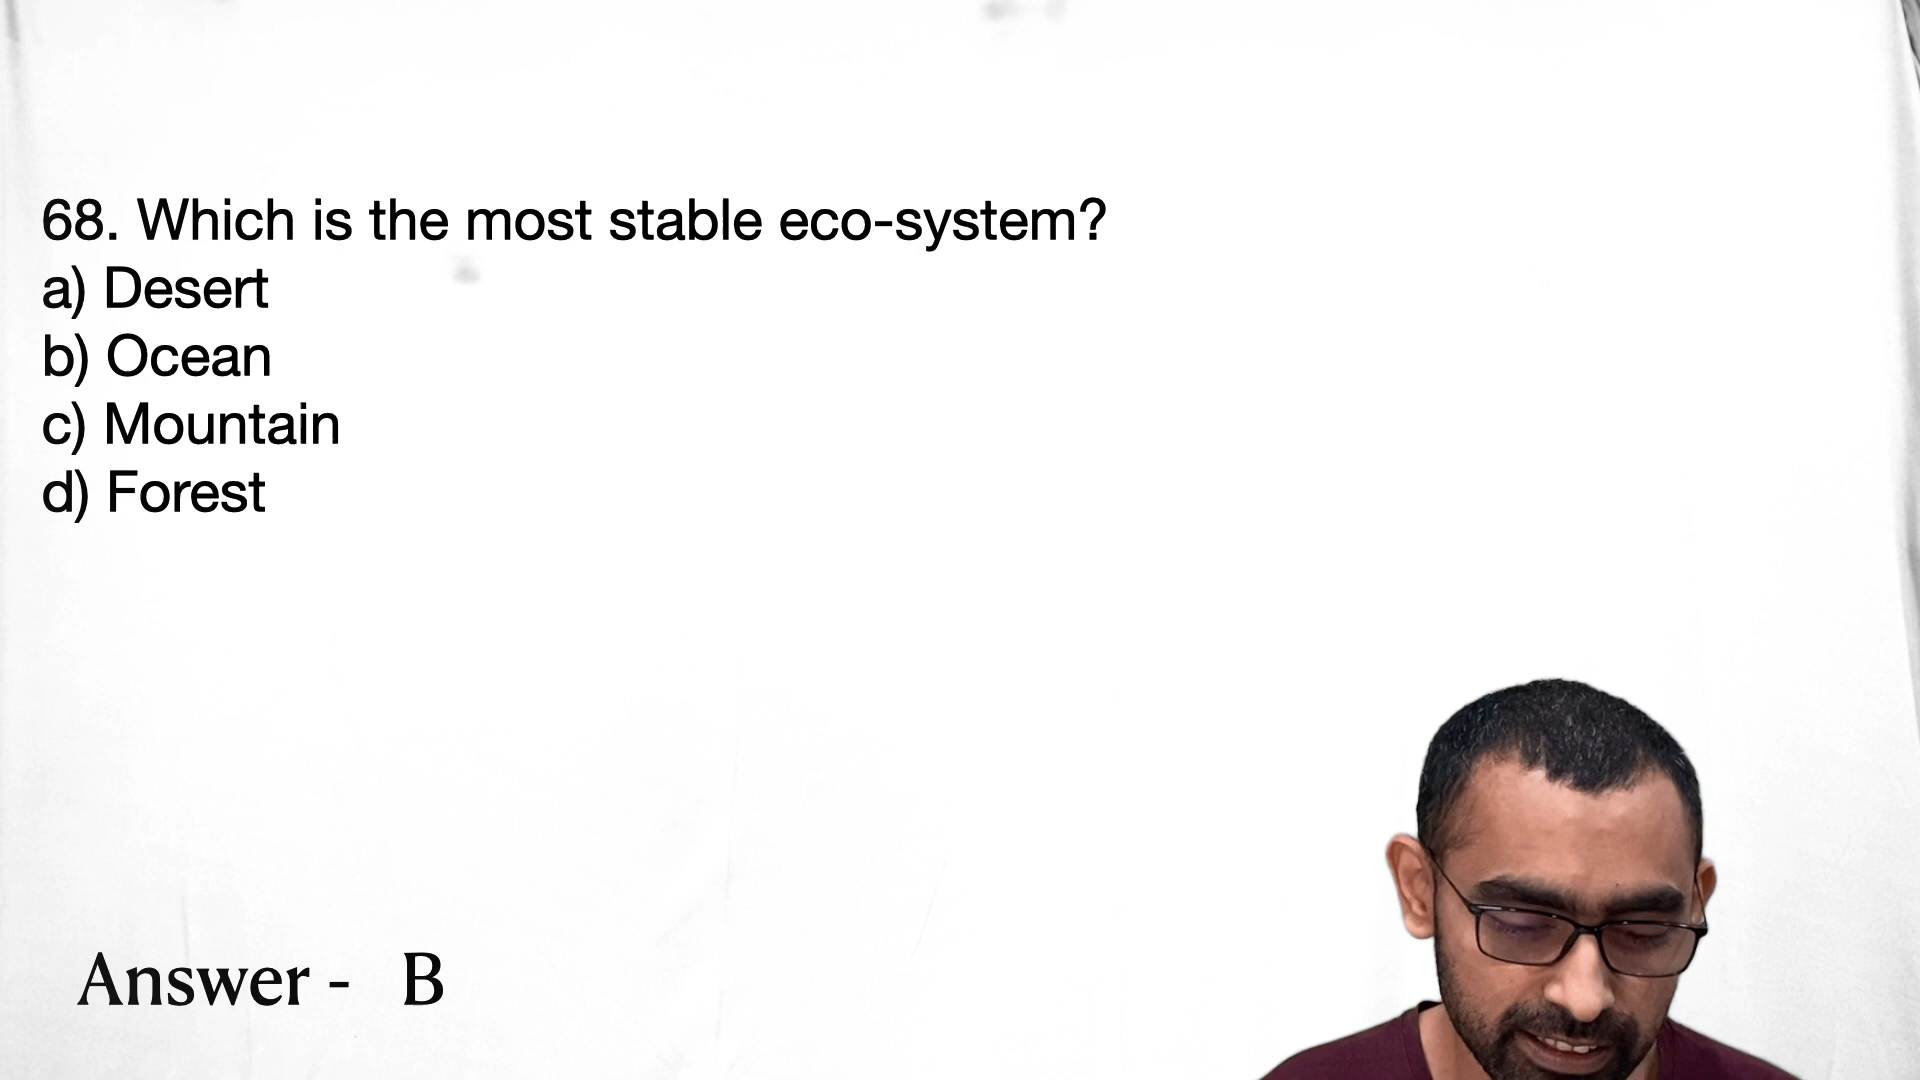 68. Which is the most stable eco-system?
a) Desert
b) Ocean
c) Mountain
d) Forest
Answer - B